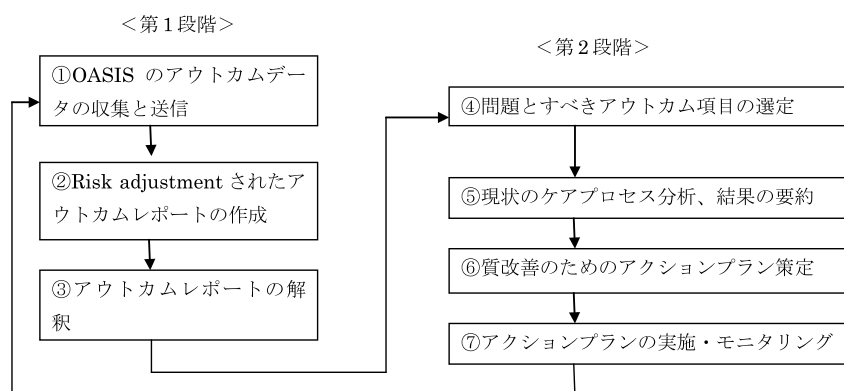 ＜第１段階＞
①OASIS のアウトカムデー
タの収集と送信
②Risk adjustment されたア
ウトカムレポートの作成
③アウトカムレポートの解
釈
＜第２段階＞
④問題とすべきアウトカム項目の選定
⑤現状のケアプロセス分析、結果の要約
⑥質改善のためのアクションプラン策定
⑦アクションプランの実施・モニタリング